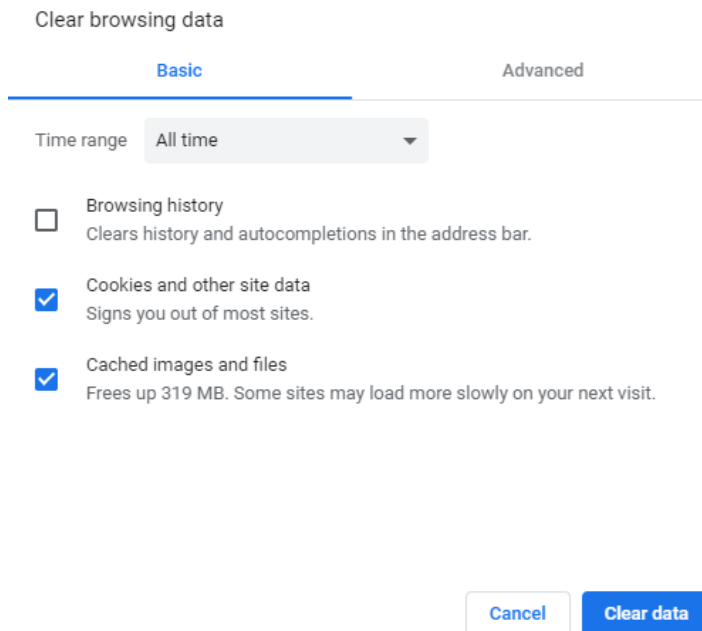 Clear browsing data
Basic
Advanced
Time range
All time
Browsing history
Clears history and autocompletions in the address bar.
Cookies and other site data
Signs you out of most sites.
Cached images and files
Frees up 319 MB. Some sites may load more slowly on your next visit.
Cancel
Clear data